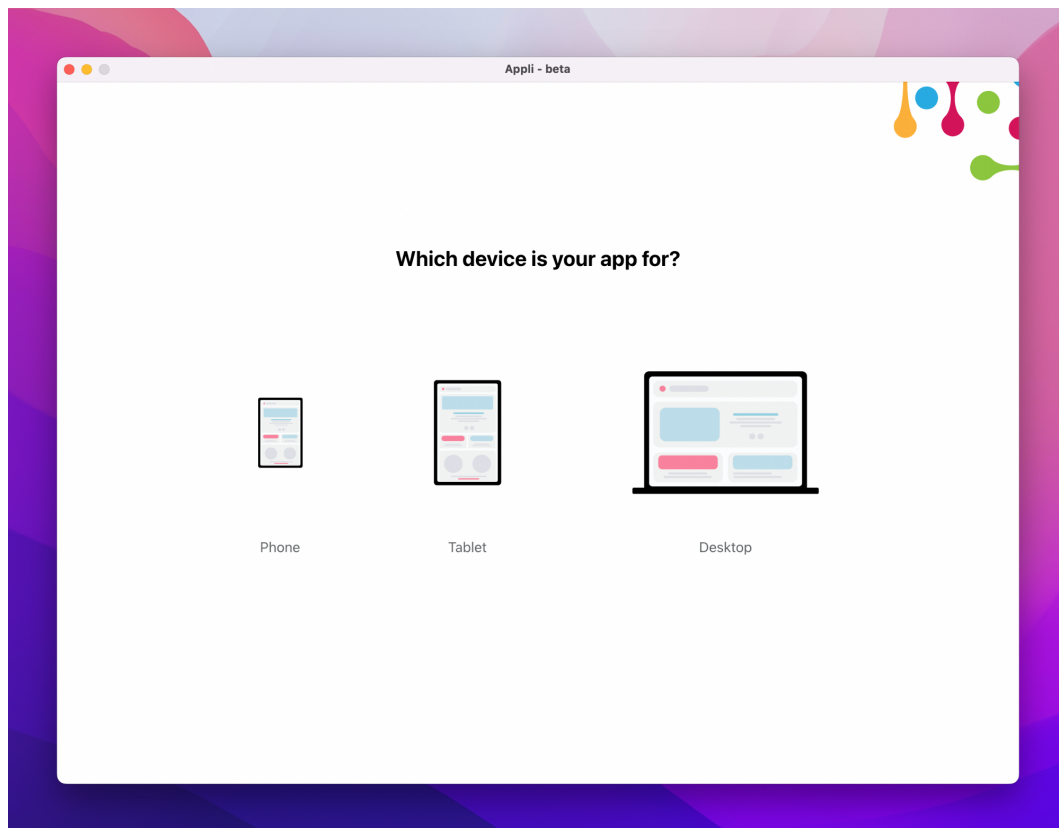 Appli - beta
Which device is your app for?
Phone
Tablet
Desktop